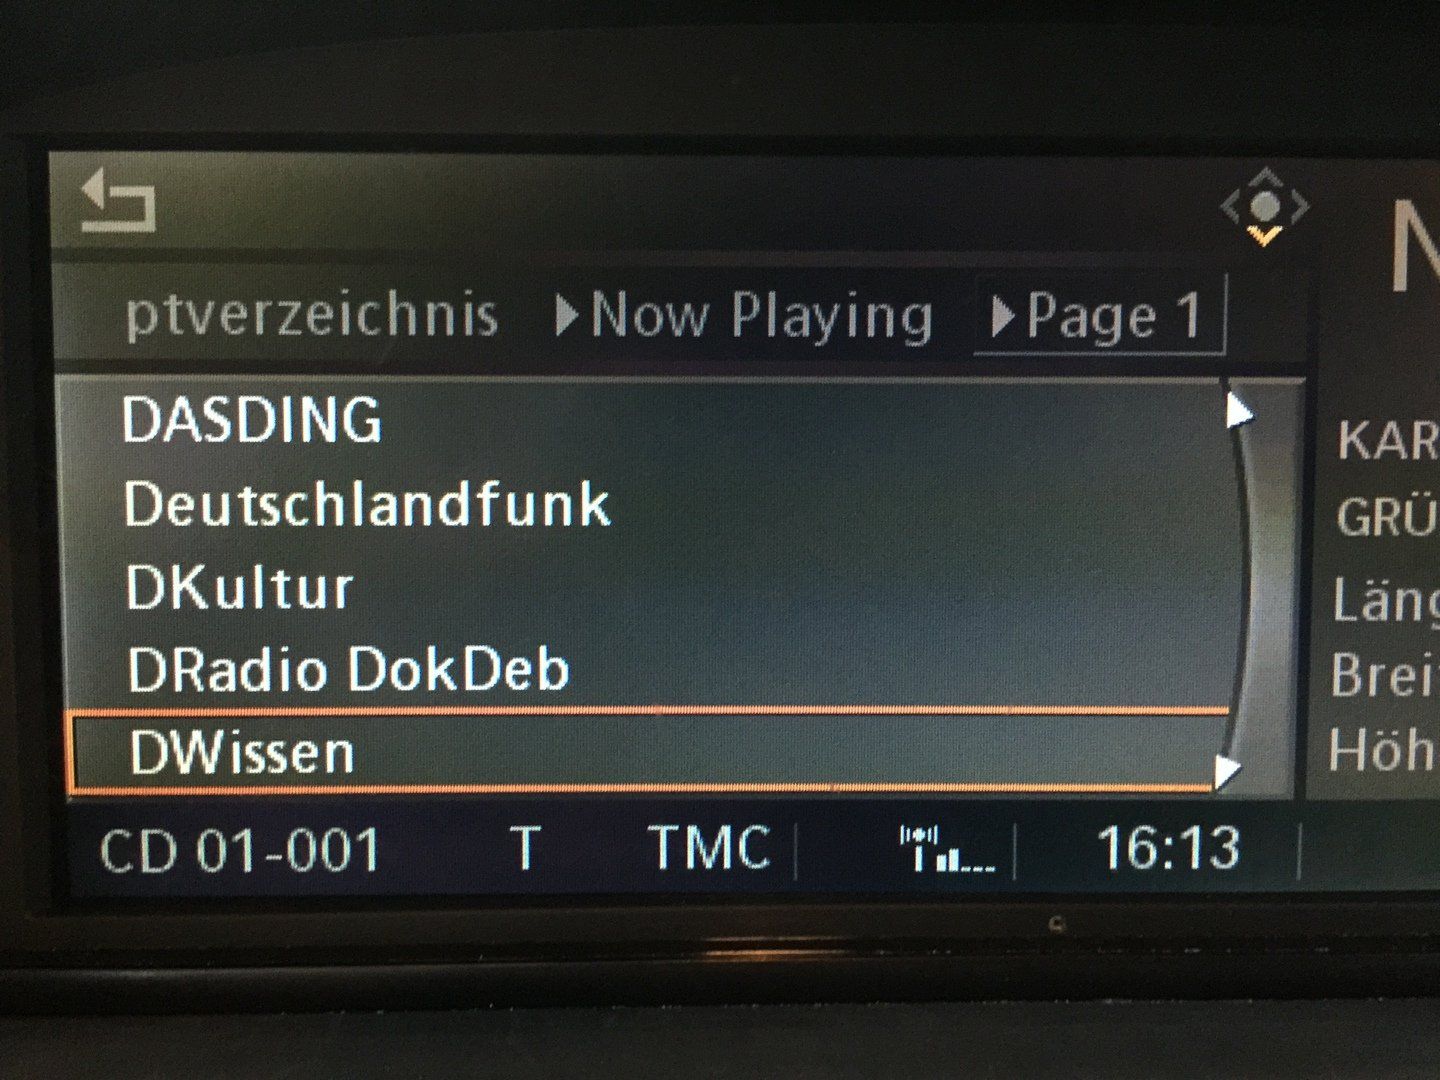 ptverzeichnis ▶Now Playing ▶Page 1
DASDING
Deutschlandfunk
DKultur
DRadio DokDeb
DWissen
CD 01-001 T TMC 16:13
N
KAR
GRÜ
Läng
Breit
Höh